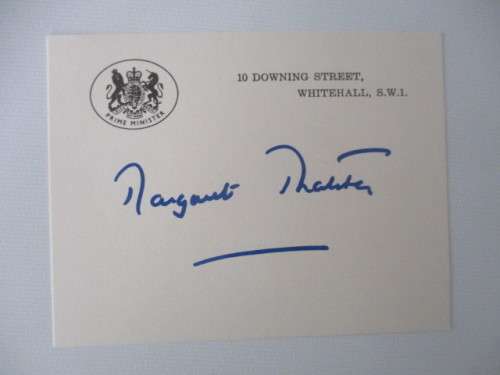 PRIME MINISTER
10 DOWNING STREET,
WHITEHALL, S.W.1.
Margaret Thatcher